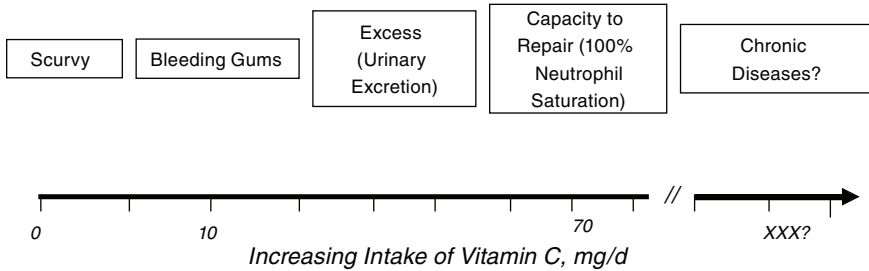 Scurvy
Bleeding Gums
Excess
(Urinary
Excretion)
Capacity to
Repair (100%
Neutrophil
Saturation)
Chronic
Diseases?
//
0
10
70
XXX?
Increasing Intake of Vitamin C, mg/d